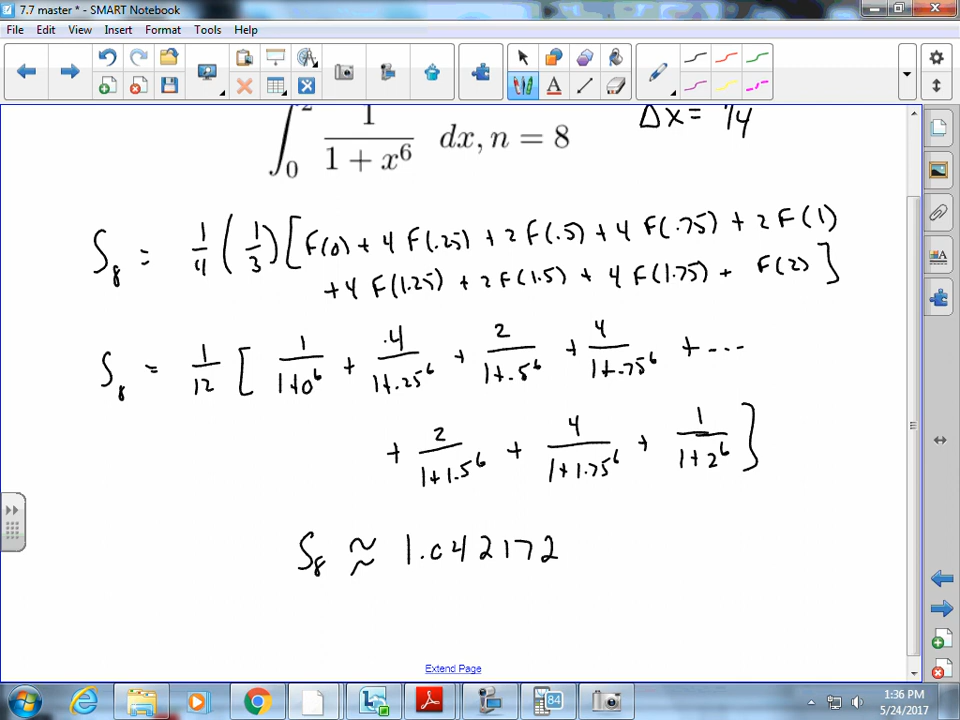 7.7 master * - SMART Notebook
File Edit View Insert Format Tools Help
∫₀² 1/(1 + x⁶) dx, n = 8
Δx = 1/4
S₈ = 1/4 (1/3) [F(0) + 4 F(.25) + 2 F(.5) + 4 F(.75) + 2 F(1)
+ 4 F(1.25) + 2 F(1.5) + 4 F(1.75) + F(2)]
S₈ = 1/12 [ 1/(1+0⁶) + .4/(1+.25⁶) + 2/(1+.5⁶) + 4/(1+.75⁶) + ...
+ 2/(1+1.5⁶) + 4/(1+1.75⁶) + 1/(1+2⁶) ]
S₈ ≈ 1.042172
Extend Page
84
1:36 PM
5/24/2017